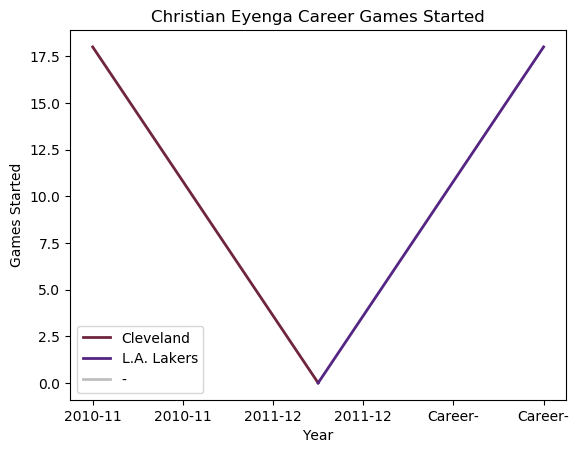 Christian Eyenga Career Games Started
Games Started
17.5
15.0
12.5
10.0
7.5
5.0
2.5
0.0
Cleveland
L.A. Lakers
-
2010-11 2010-11 2011-12 2011-12 Career- Career-
Year